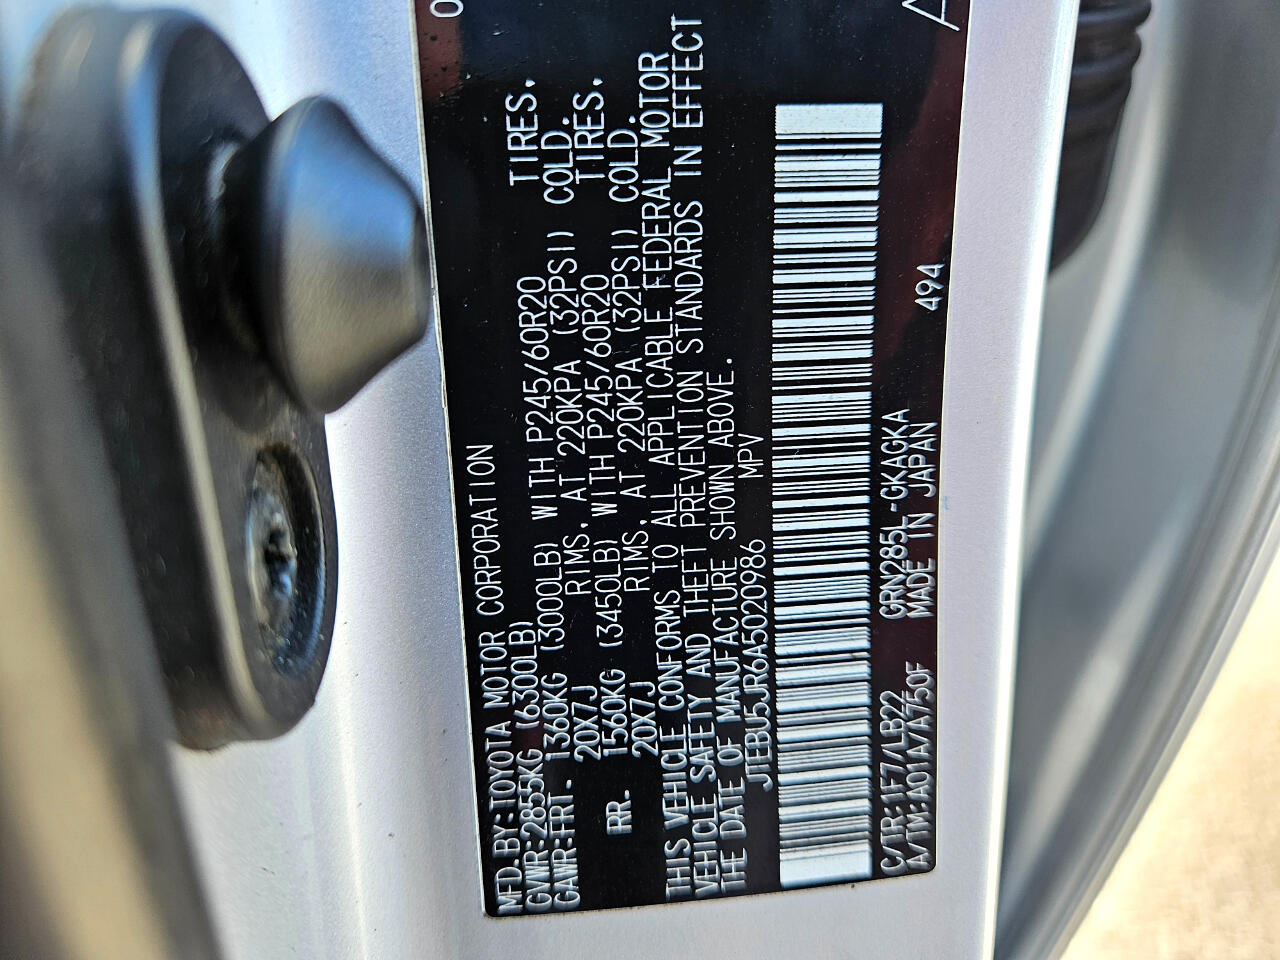 MFD. BY: TOYOTA MOTOR CORPORATION
GVWR: 2855KG (6300LB)
GAWR: FRT. 1360KG (3000LB) WITH P245/60R20 TIRES,
20X7J RIMS, AT 220KPA (32PSI) COLD.
RR. 1560KG (3450LB) WITH P245/60R20 TIRES,
20X7J RIMS, AT 220KPA (32PSI) COLD.
THIS VEHICLE CONFORMS TO ALL APPLICABLE FEDERAL MOTOR
VEHICLE SAFETY AND THEFT PREVENTION STANDARDS IN EFFECT
THE DATE OF MANUFACTURE SHOWN ABOVE.
JTEBU5JR6A5020986 MPV
C/TR: 1F7/LB22 GRN285L-GKAGKA
A/TM: A01A/A750F MADE IN JAPAN 494